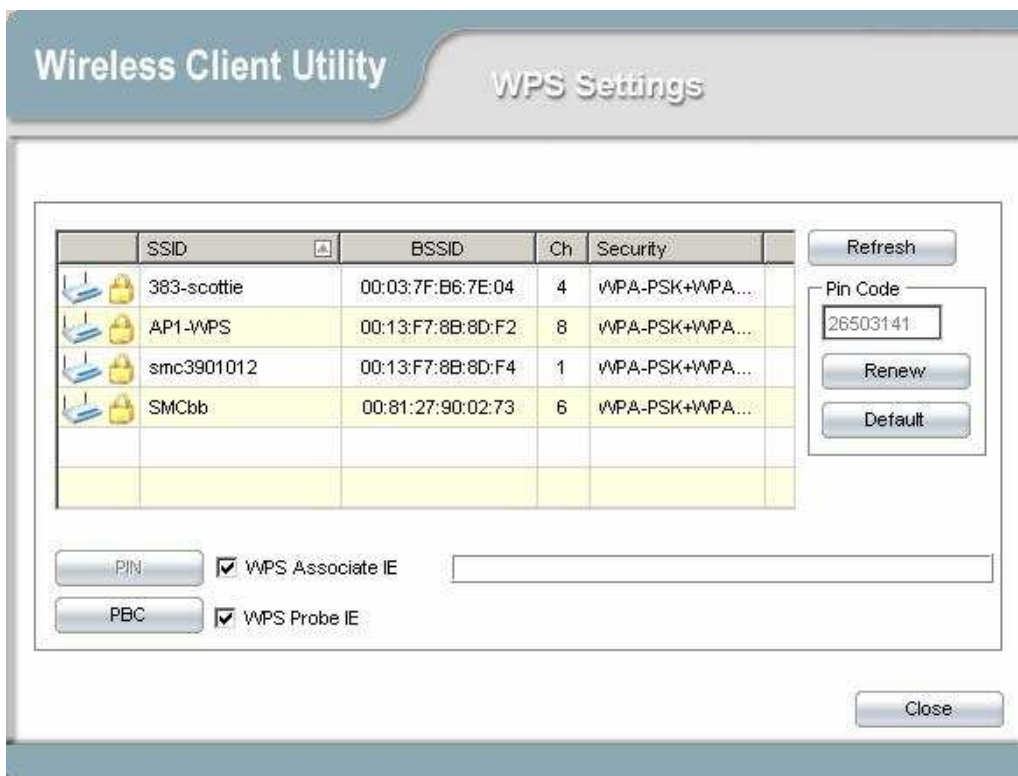 Wireless Client Utility
WPS Settings
SSID BSSID Ch Security
383-scottie 00:03:7F:B6:7E:04 4 WPA-PSK+WPA...
AP1-WPS 00:13:F7:8B:8D:F2 8 WPA-PSK+WPA...
smc3901012 00:13:F7:8B:8D:F4 1 WPA-PSK+WPA...
SMCbb 00:81:27:90:02:73 6 WPA-PSK+WPA...
Refresh
Pin Code
26503141
Renew
Default
PIN WPS Associate IE
PBC WPS Probe IE
Close